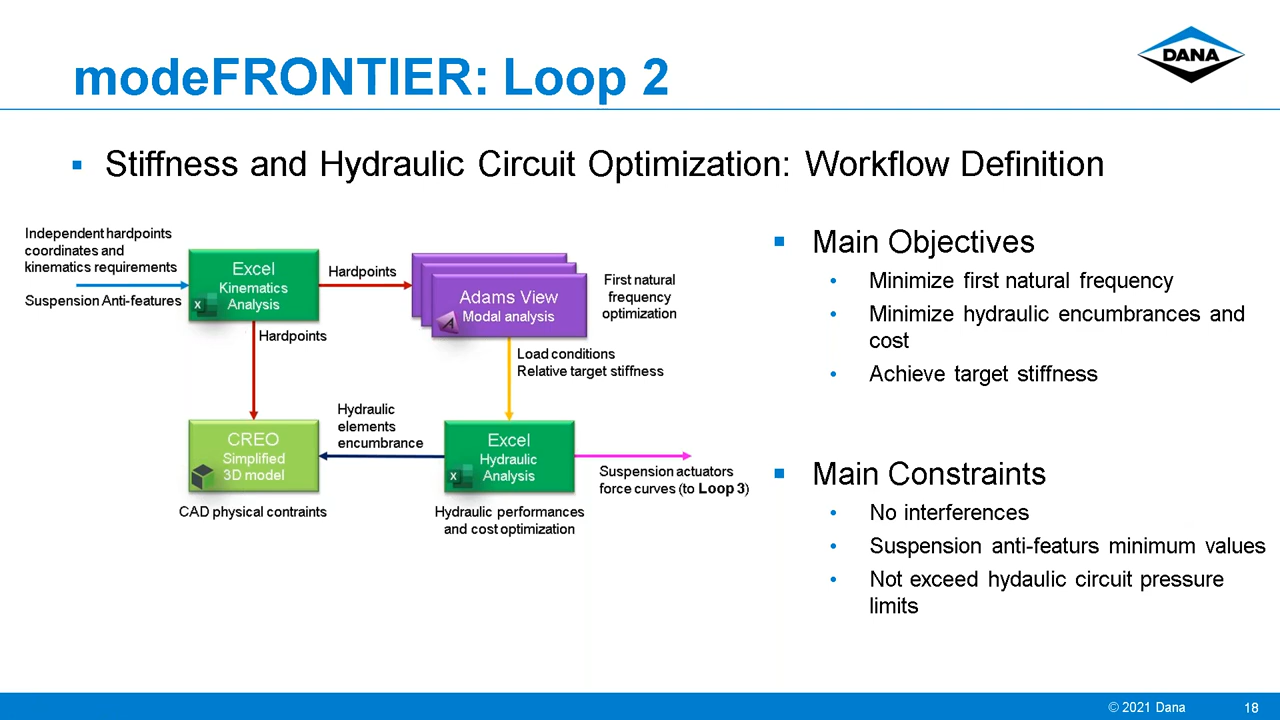 modeFRONTIER: Loop 2
DANA
Stiffness and Hydraulic Circuit Optimization: Workflow Definition
Independent hardpoints
coordinates and
kinematics requirements
Suspension Anti-features
Excel
Kinematics
Analysis
Hardpoints
Adams View
Modal analysis
First natural
frequency
optimization
Hardpoints
Load conditions
Relative target stiffness
Hydraulic
elements
encumbrance
CREO
Simplified
3D model
Excel
Hydraulic
Analysis
Suspension actuators
force curves (to Loop 3)
CAD physical contraints
Hydraulic performances
and cost optimization
Main Objectives
Minimize first natural frequency
Minimize hydraulic encumbrances and
cost
Achieve target stiffness
Main Constraints
No interferences
Suspension anti-featurs minimum values
Not exceed hydaulic circuit pressure
limits
© 2021 Dana
18